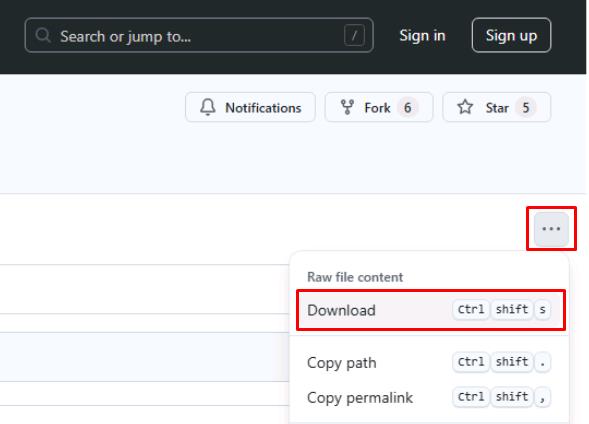 Search or jump to... / Sign in Sign up
Notifications Fork 6 Star 5
...
Raw file content
Download Ctrl shift s
Copy path Ctrl shift .
Copy permalink Ctrl shift ,